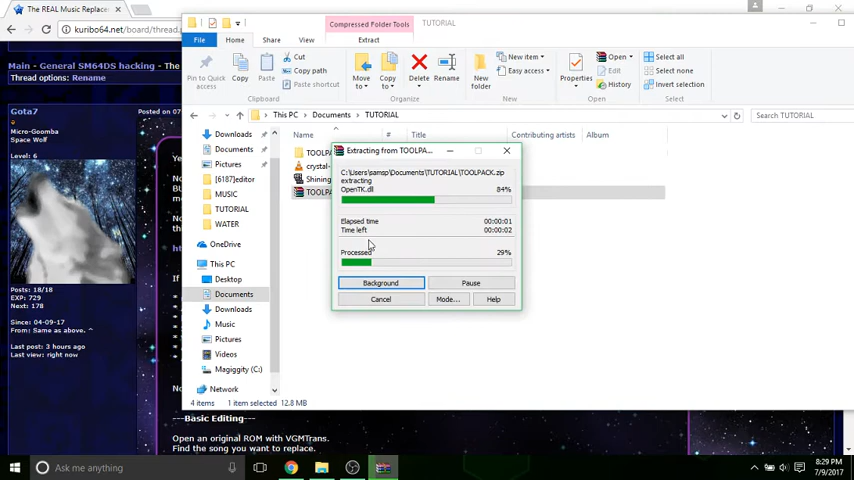 The REAL Music Replace
kuribo64.net/board/thread.p
Main - General SM64DS hacking - The
Thread options: Rename
Gota7
Posted on 07
Micro-Goomba
Space Wolf
Level: 6
Posts: 18/18
EXP: 729
Next: 178
Since: 04-09-17
From: Same as above. ^
Last post: 3 hours ago
Last view: right now
Compressed Folder Tools
TUTORIAL
File
Home
Share
View
Extract
Pin to Quick
Access
Copy
Paste
Cut
Copy path
Paste shortcut
Clipboard
Move
to
Copy
to
Delete
Rename
Organize
New
folder
New item
Easy access
New
Properties
Open
Edit
History
Open
Select all
Select none
Invert selection
Select
This PC
Documents
TUTORIAL
Search TUTORIAL
Name
#
Title
Contributing artists
Album
Downloads
Documents
Pictures
[6187]editor
MUSIC
TUTORIAL
WATER
OneDrive
This PC
Desktop
Documents
Downloads
Music
Pictures
Videos
Magiggity (C:)
Network
TOOLPA
crystal-
Shining
TOOLPA
4 items
1 item selected
12.8 MB
Extracting from TOOLPA...
C:\Users\samsp\Documents\TUTORIAL\TOOLPACK.zip
extracting
OpenTK.dll
84%
Elapsed time
00:00:01
Time left
00:00:02
Processed
29%
Background
Pause
Cancel
Mode...
Help
---Basic Editing---
Open an original ROM with VGMTrans.
Find the song you want to replace.
Ask me anything
8:29 PM
7/9/2017